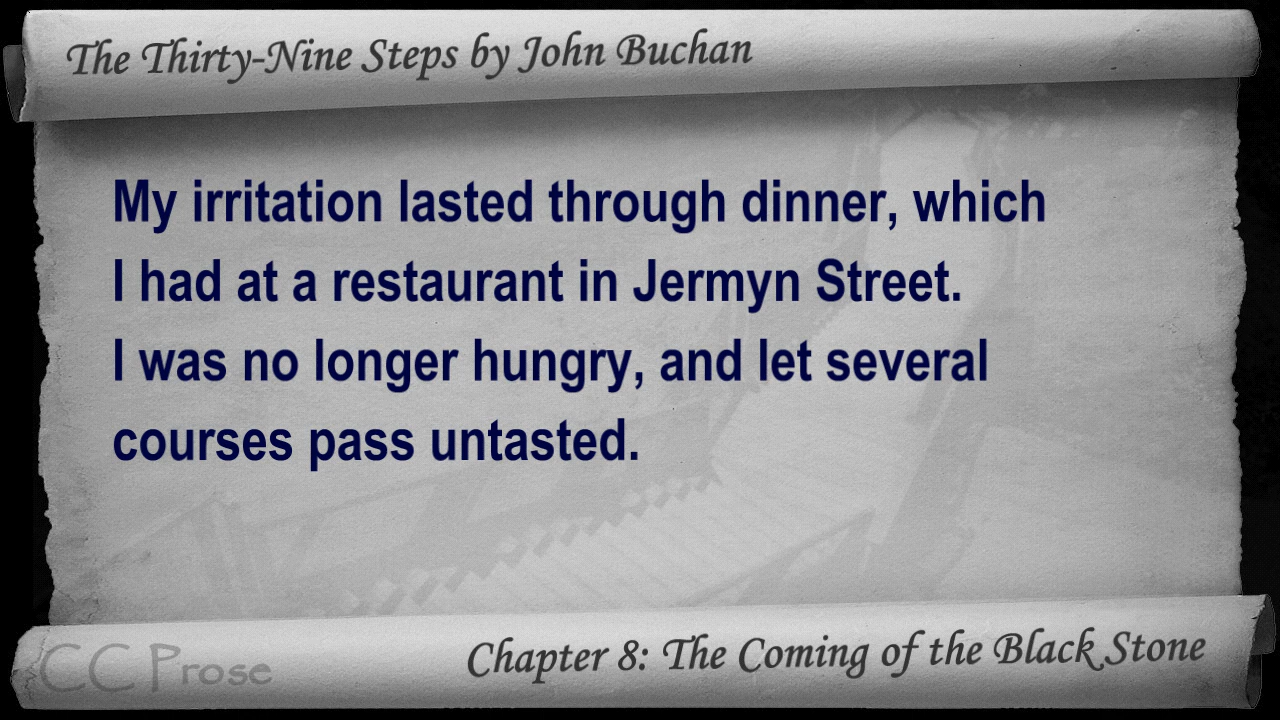 The Thirty-Nine Steps by John Buchan
My irritation lasted through dinner, which
I had at a restaurant in Jermyn Street.
I was no longer hungry, and let several
courses pass untasted.
CC Prose
Chapter 8: The Coming of the Black Stone